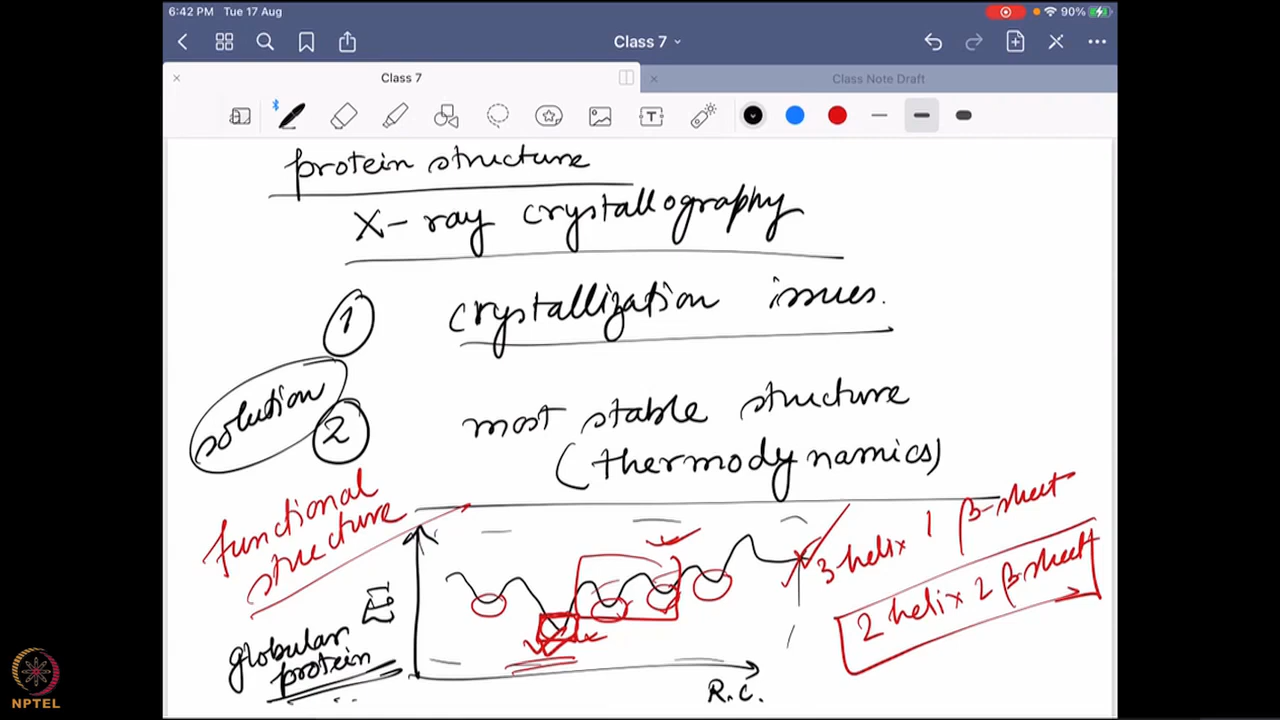 6:42 PM Tue 17 Aug
90%
Class 7
Class 7
Class Note Draft
T
protein structure
X-ray crystallography
1 crystallization issues.
solution
2 most stable structure
(thermodynamics)
functional
structure
3 helix 1 β-sheet
2 helix 2 β-sheet
E
globular
protein
R.C.
NPTEL